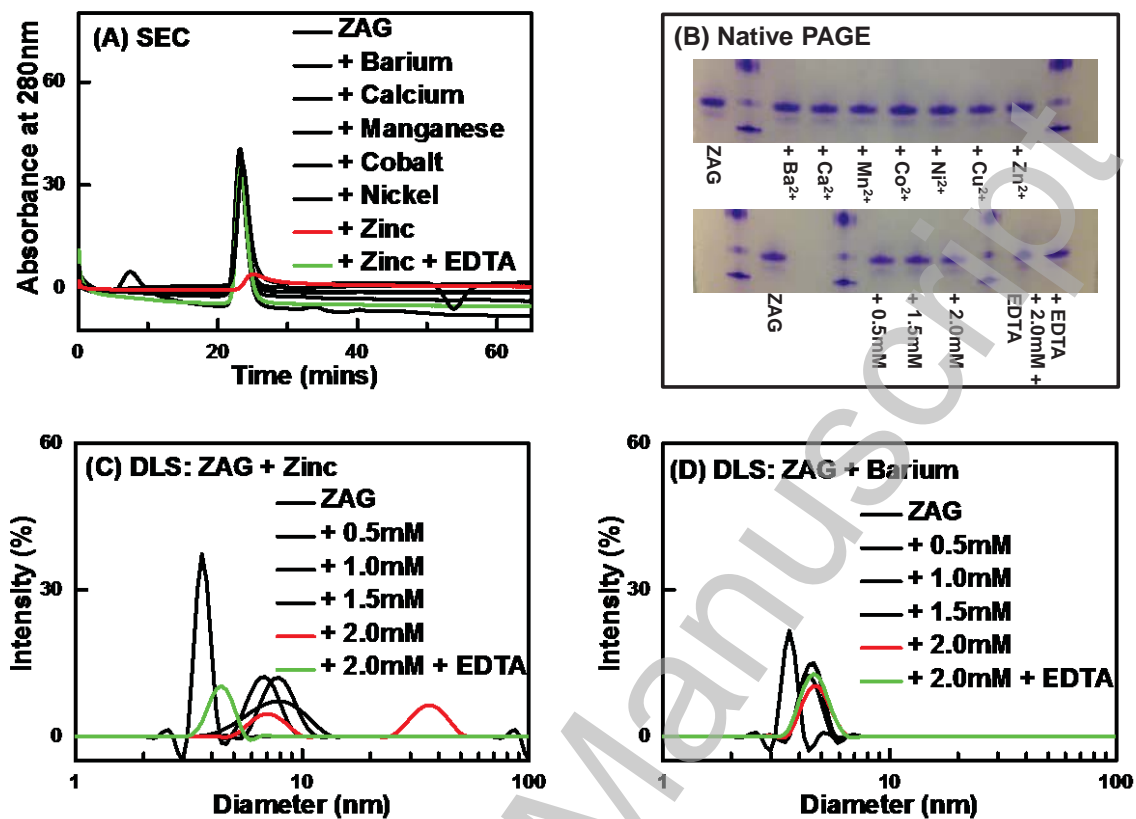 (A) SEC
Absorbance at 280nm
60
30
0
0
20
40
60
Time (mins)
ZAG
+ Barium
+ Calcium
+ Manganese
+ Cobalt
+ Nickel
+ Zinc
+ Zinc + EDTA
(B) Native PAGE
ZAG
+ Ba2+
+ Ca2+
+ Mn2+
+ Co2+
+ Ni2+
+ Cu2+
+ Zn2+
ZAG
+ 0.5mM
+ 1.5mM
+ 2.0mM
EDTA
+ 2.0mM +
+ EDTA
(C) DLS: ZAG + Zinc
Intensity (%)
60
30
0
1
10
100
Diameter (nm)
ZAG
+ 0.5mM
+ 1.0mM
+ 1.5mM
+ 2.0mM
+ 2.0mM + EDTA
(D) DLS: ZAG + Barium
Intensity (%)
60
30
0
1
10
100
Diameter (nm)
ZAG
+ 0.5mM
+ 1.0mM
+ 1.5mM
+ 2.0mM
+ 2.0mM + EDTA
Manuscript